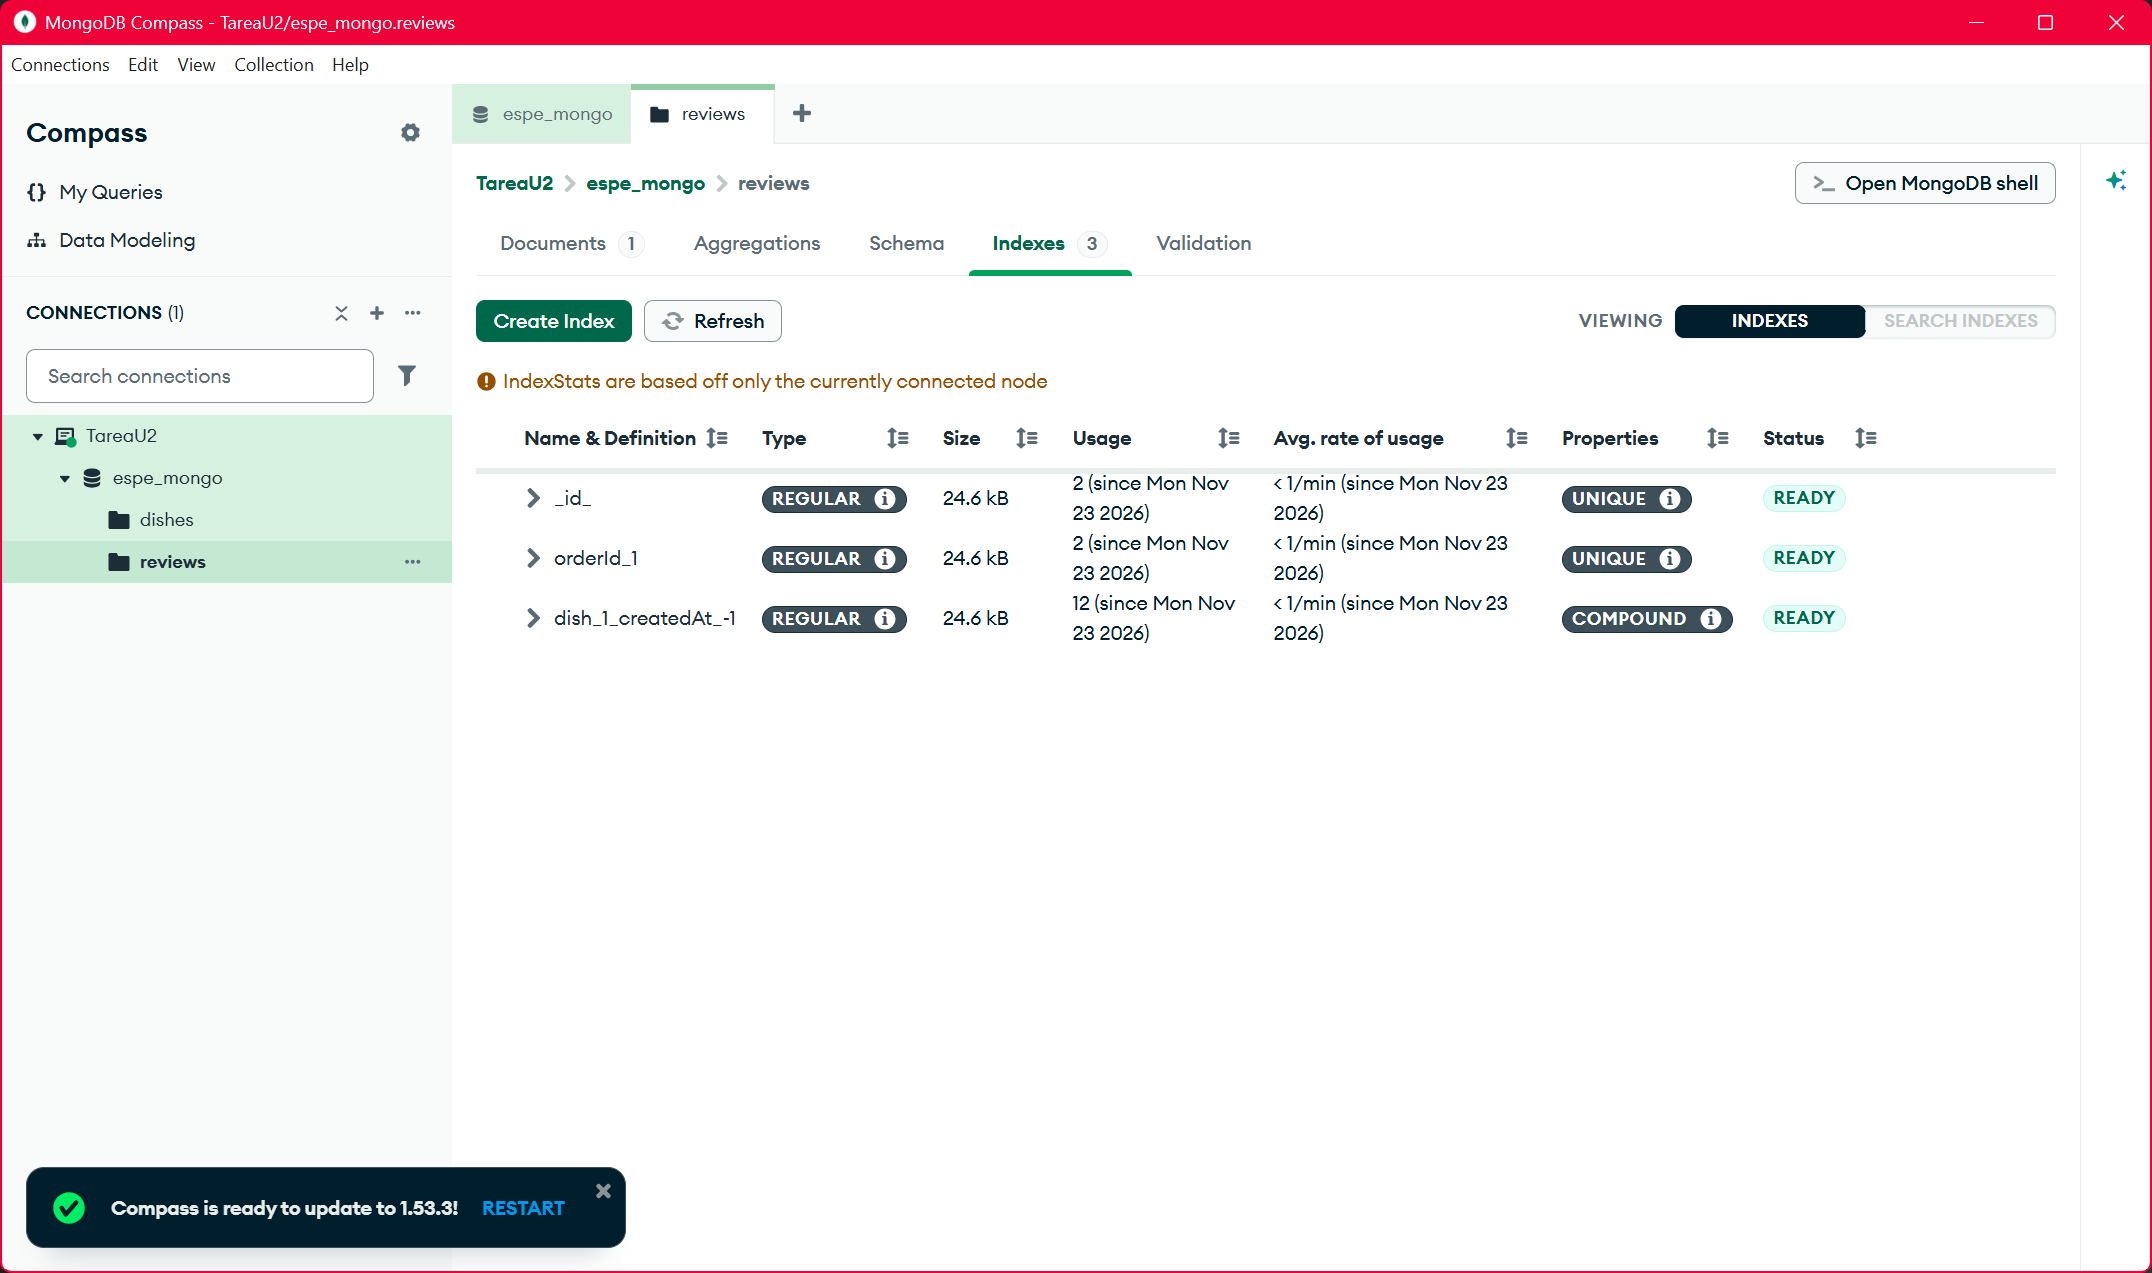 MongoDB Compass - TareaU2/espe_mongo.reviews
Connections Edit View Collection Help
Compass
My Queries
Data Modeling
CONNECTIONS (1)
Search connections
TareaU2
espe_mongo
dishes
reviews
espe_mongo
reviews
TareaU2 espe_mongo reviews
Open MongoDB shell
Documents 1 Aggregations Schema Indexes 3 Validation
Create Index Refresh
VIEWING INDEXES SEARCH INDEXES
IndexStats are based off only the currently connected node
Name & Definition Type Size Usage Avg. rate of usage Properties Status
_id_ REGULAR 24.6 kB 2 (since Mon Nov 23 2026) < 1/min (since Mon Nov 23 2026) UNIQUE READY
orderId_1 REGULAR 24.6 kB 2 (since Mon Nov 23 2026) < 1/min (since Mon Nov 23 2026) UNIQUE READY
dish_1_createdAt_-1 REGULAR 24.6 kB 12 (since Mon Nov 23 2026) < 1/min (since Mon Nov 23 2026) COMPOUND READY
Compass is ready to update to 1.53.3! RESTART